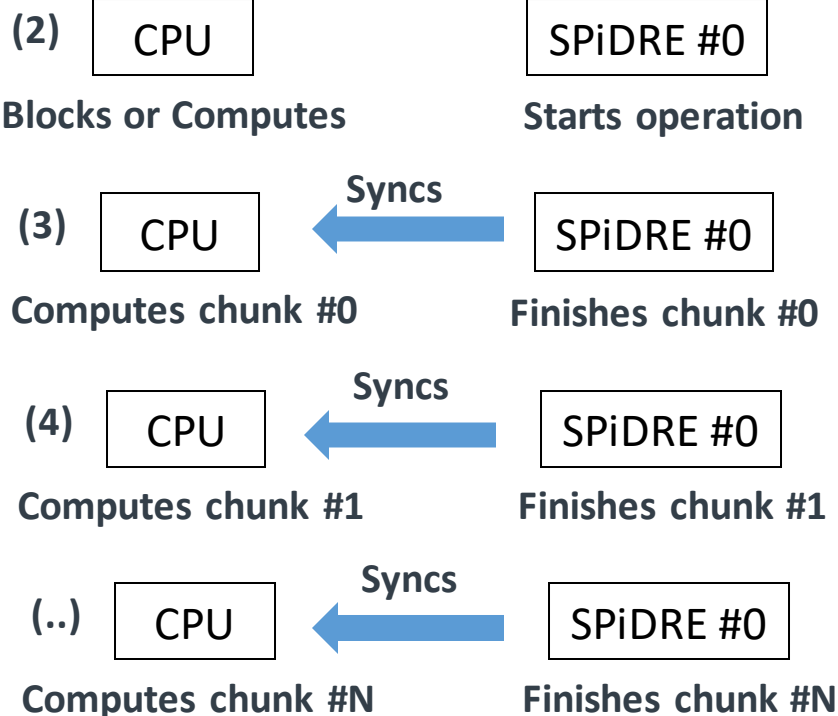 (2) CPU SPiDRE #0
Blocks or Computes Starts operation
Syncs
(3) CPU SPiDRE #0
Computes chunk #0 Finishes chunk #0
Syncs
(4) CPU SPiDRE #0
Computes chunk #1 Finishes chunk #1
Syncs
(..) CPU SPiDRE #0
Computes chunk #N Finishes chunk #N